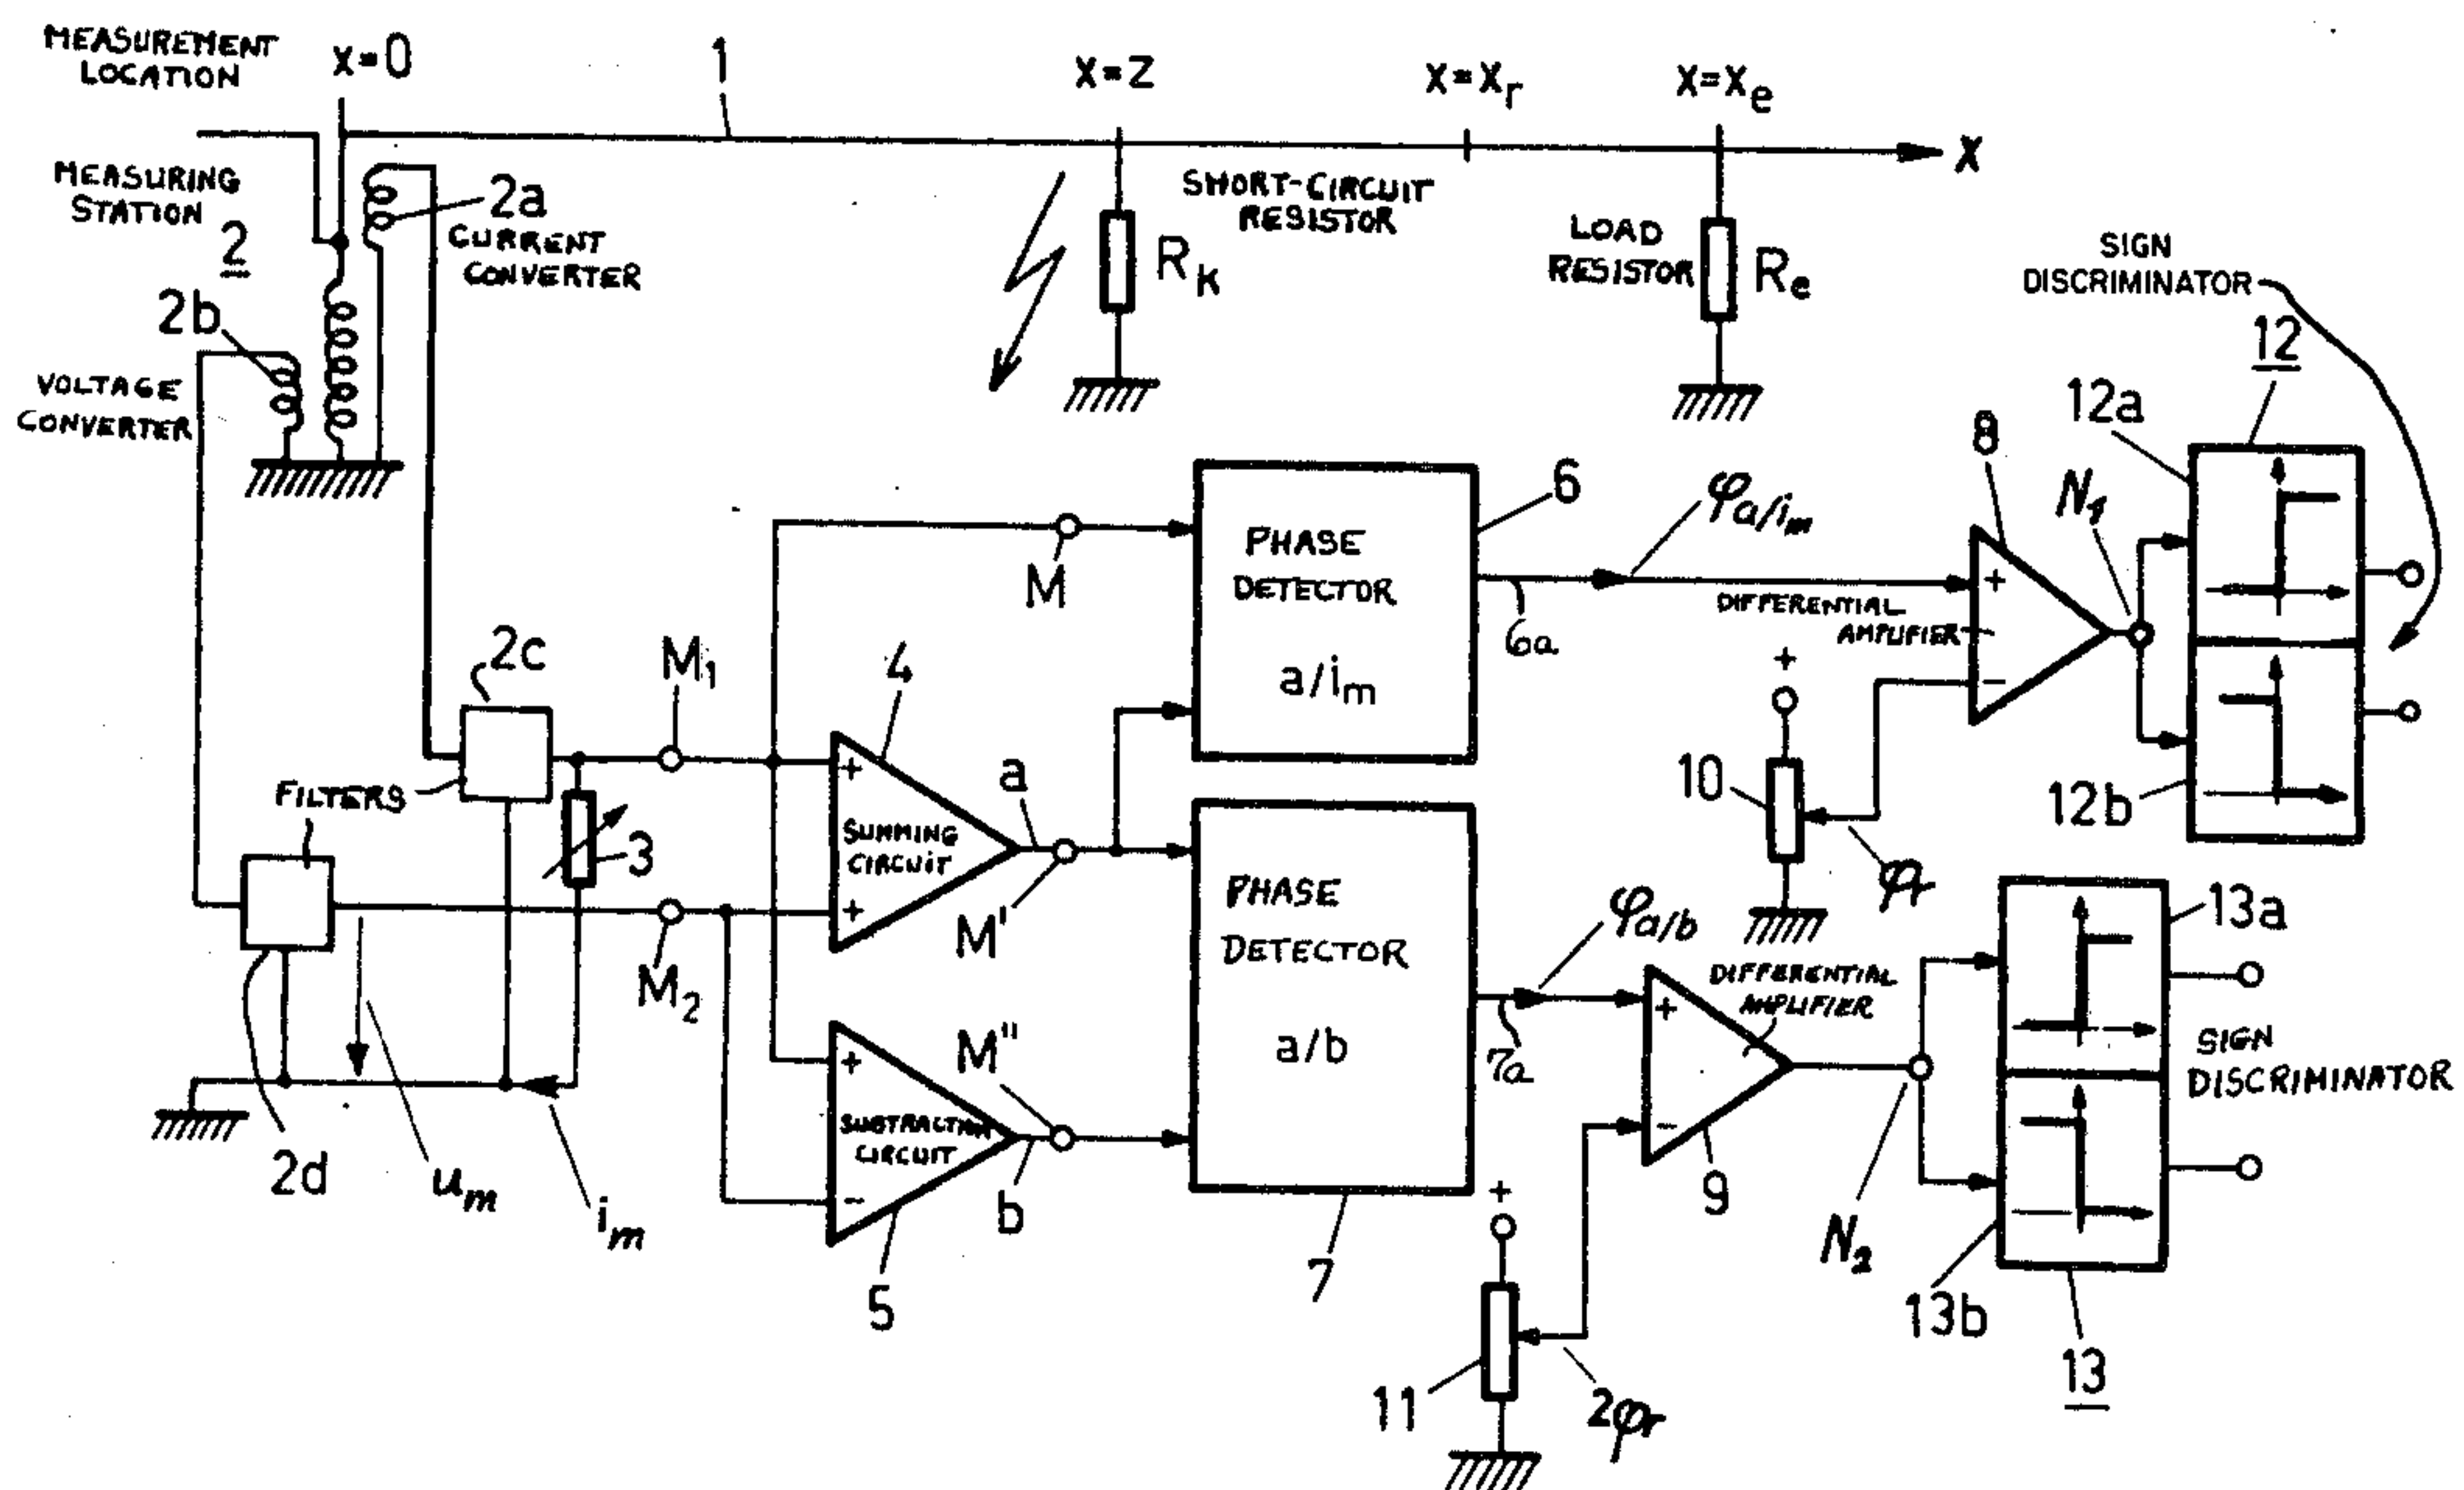 MEASUREMENT
LOCATION
x=0
1
x=z
x=xr
x=xe
x
MEASURING
STATION
2
2a
CURRENT
CONVERTER
SHORT-CIRCUIT
RESISTOR
Rk
LOAD
RESISTOR
Re
SIGN
DISCRIMINATOR
2b
VOLTAGE
CONVERTER
12
12a
8
N1
6
φa/im
PHASE
DETECTOR
a/im
M
6a
DIFFERENTIAL
AMPLIFIER
+
-
+
10
φr
12b
2c
M1
4
FILTERS
3
+
SUMMING
CIRCUIT
+
a
M'
M2
PHASE
DETECTOR
a/b
φa/b
7a
DIFFERENTIAL
AMPLIFIER
+
-
9
N2
13a
SIGN
DISCRIMINATOR
13b
13
2d
um
im
+
SUBTRACTION
CIRCUIT
-
M"
b
5
7
+
11
2φr